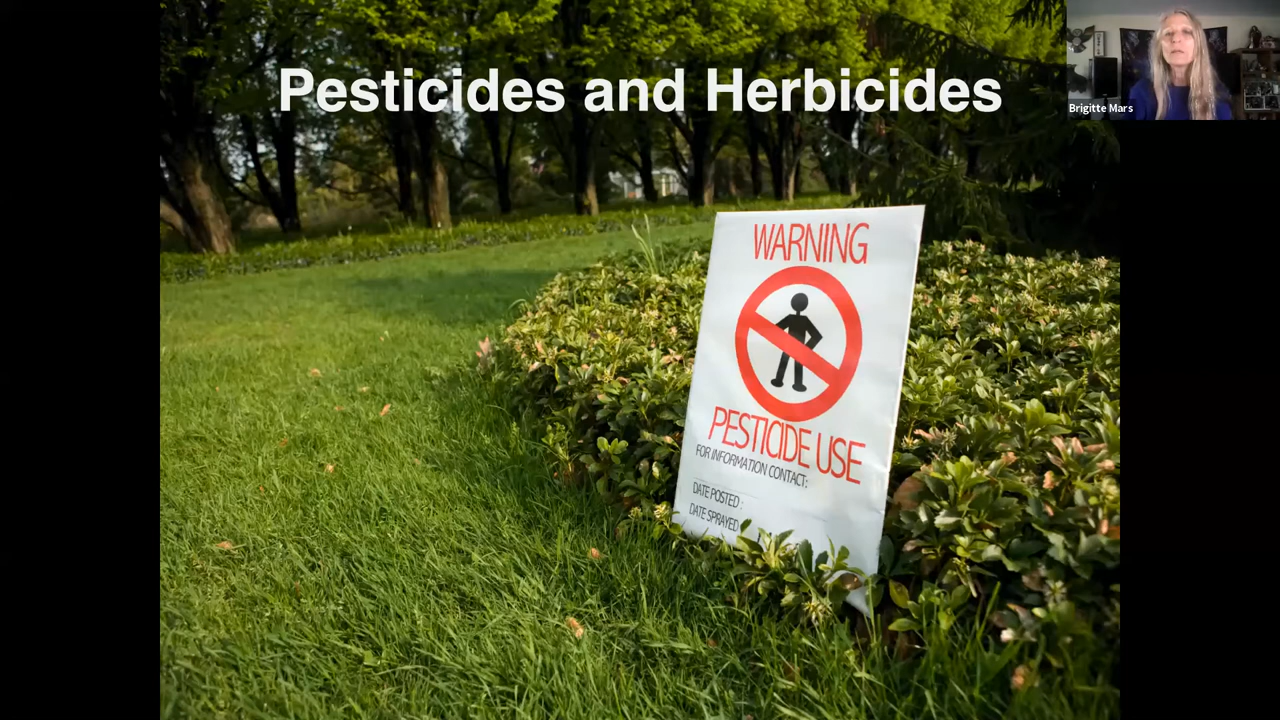 Pesticides and Herbicides
Brigitte Mars
WARNING
PESTICIDE USE
FOR INFORMATION CONTACT:
DATE POSTED :
DATE SPRAYED